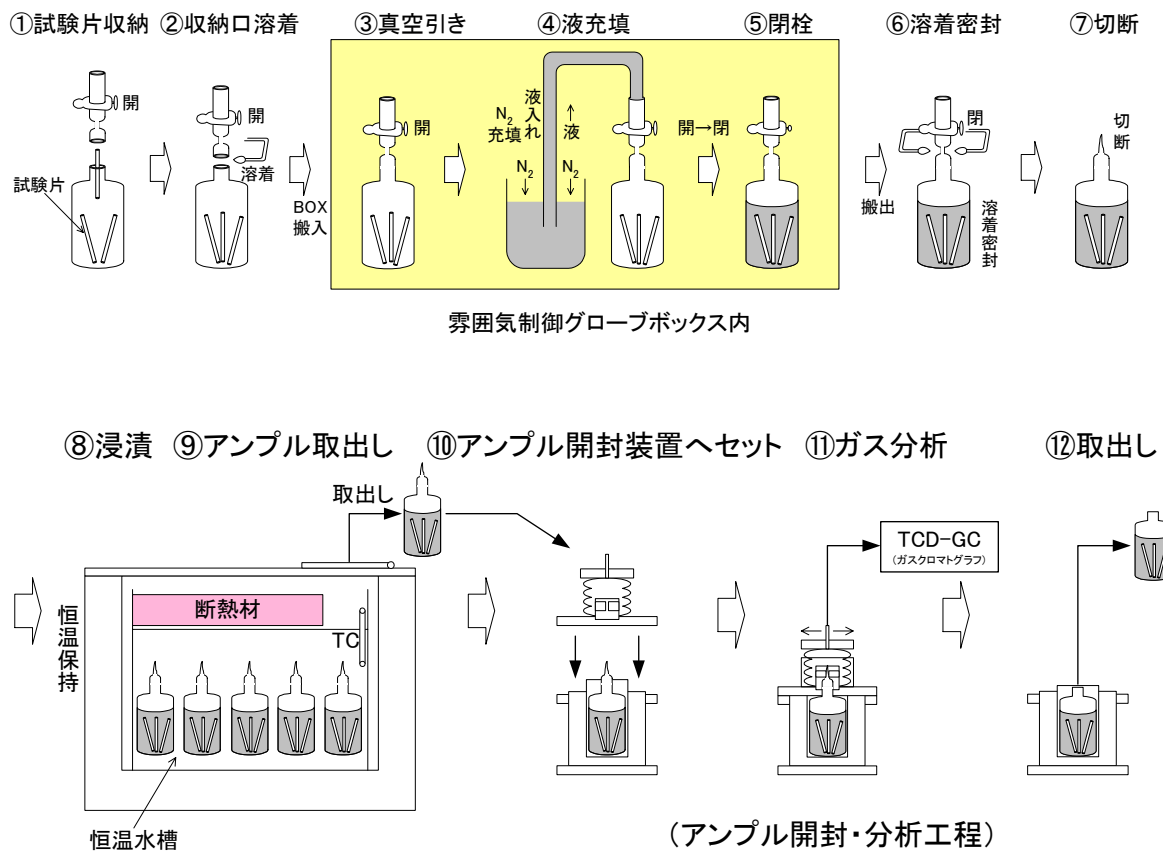 ①試験片収納 ②収納口溶着 ③真空引き ④液充填 ⑤閉栓 ⑥溶着密封 ⑦切断
開
試験片
開
溶着
BOX
搬入
開
N2
充填
液入れ
←液
N2
N2
開→閉
搬出
閉
溶着密封
切断
雰囲気制御グローブボックス内
⑧浸漬 ⑨アンプル取出し ⑩アンプル開封装置へセット ⑪ガス分析 ⑫取出し
取出し
恒温保持
断熱材
TC
恒温水槽
TCD-GC
(ガスクロマトグラフ)
(アンプル開封・分析工程)